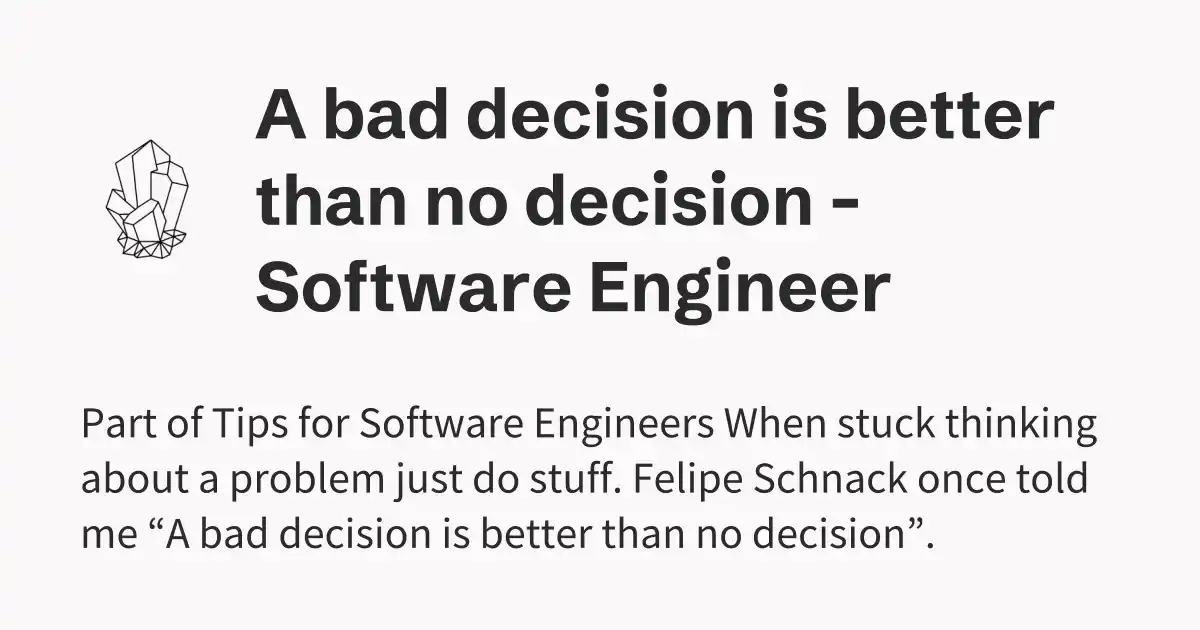 A bad decision is better
than no decision -
Software Engineer
Part of Tips for Software Engineers When stuck thinking
about a problem just do stuff. Felipe Schnack once told
me “A bad decision is better than no decision”.